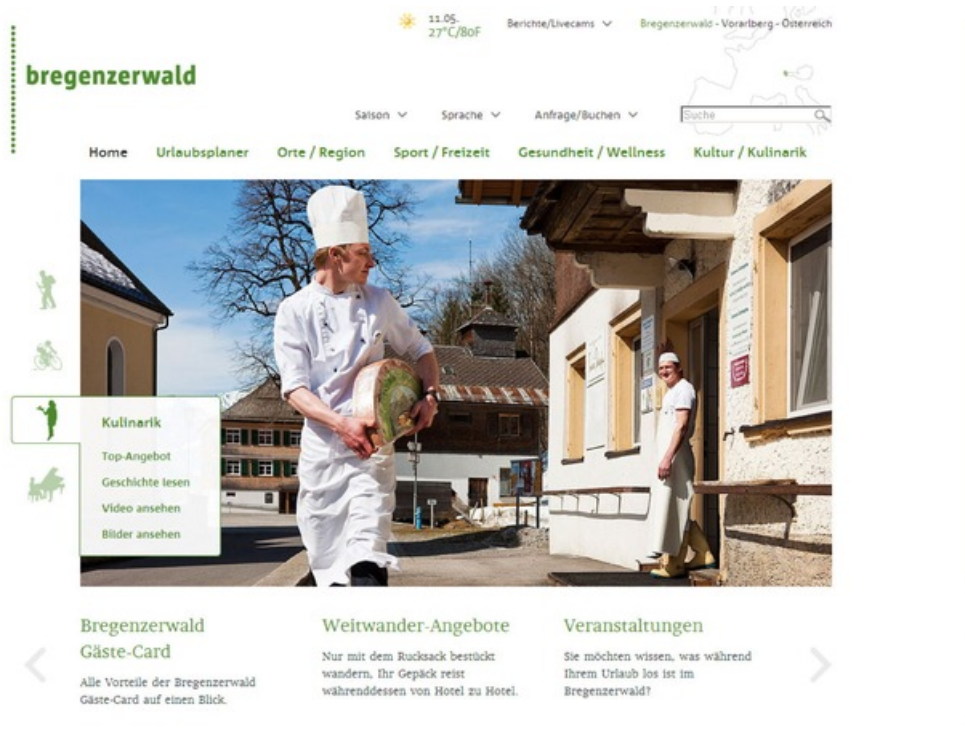 11.05.
27°C/80F
Berichte/Livecams
Bregenzerwald - Vorarlberg - Österreich
bregenzerwald
Saison
Sprache
Anfrage/Buchen
Suche
Home
Urlaubsplaner
Orte / Region
Sport / Freizeit
Gesundheit / Wellness
Kultur / Kulinarik
Kulinarik
Top-Angebot
Geschichte lesen
Video ansehen
Bilder ansehen
Bregenzerwald
Gäste-Card
Alle Vorteile der Bregenzerwald
Gäste-Card auf einen Blick.
Weitwander-Angebote
Nur mit dem Rucksack bestückt
wandern, Ihr Gepäck reist
währenddessen von Hotel zu Hotel.
Veranstaltungen
Sie möchten wissen, was während
Ihrem Urlaub los ist im
Bregenzerwald?